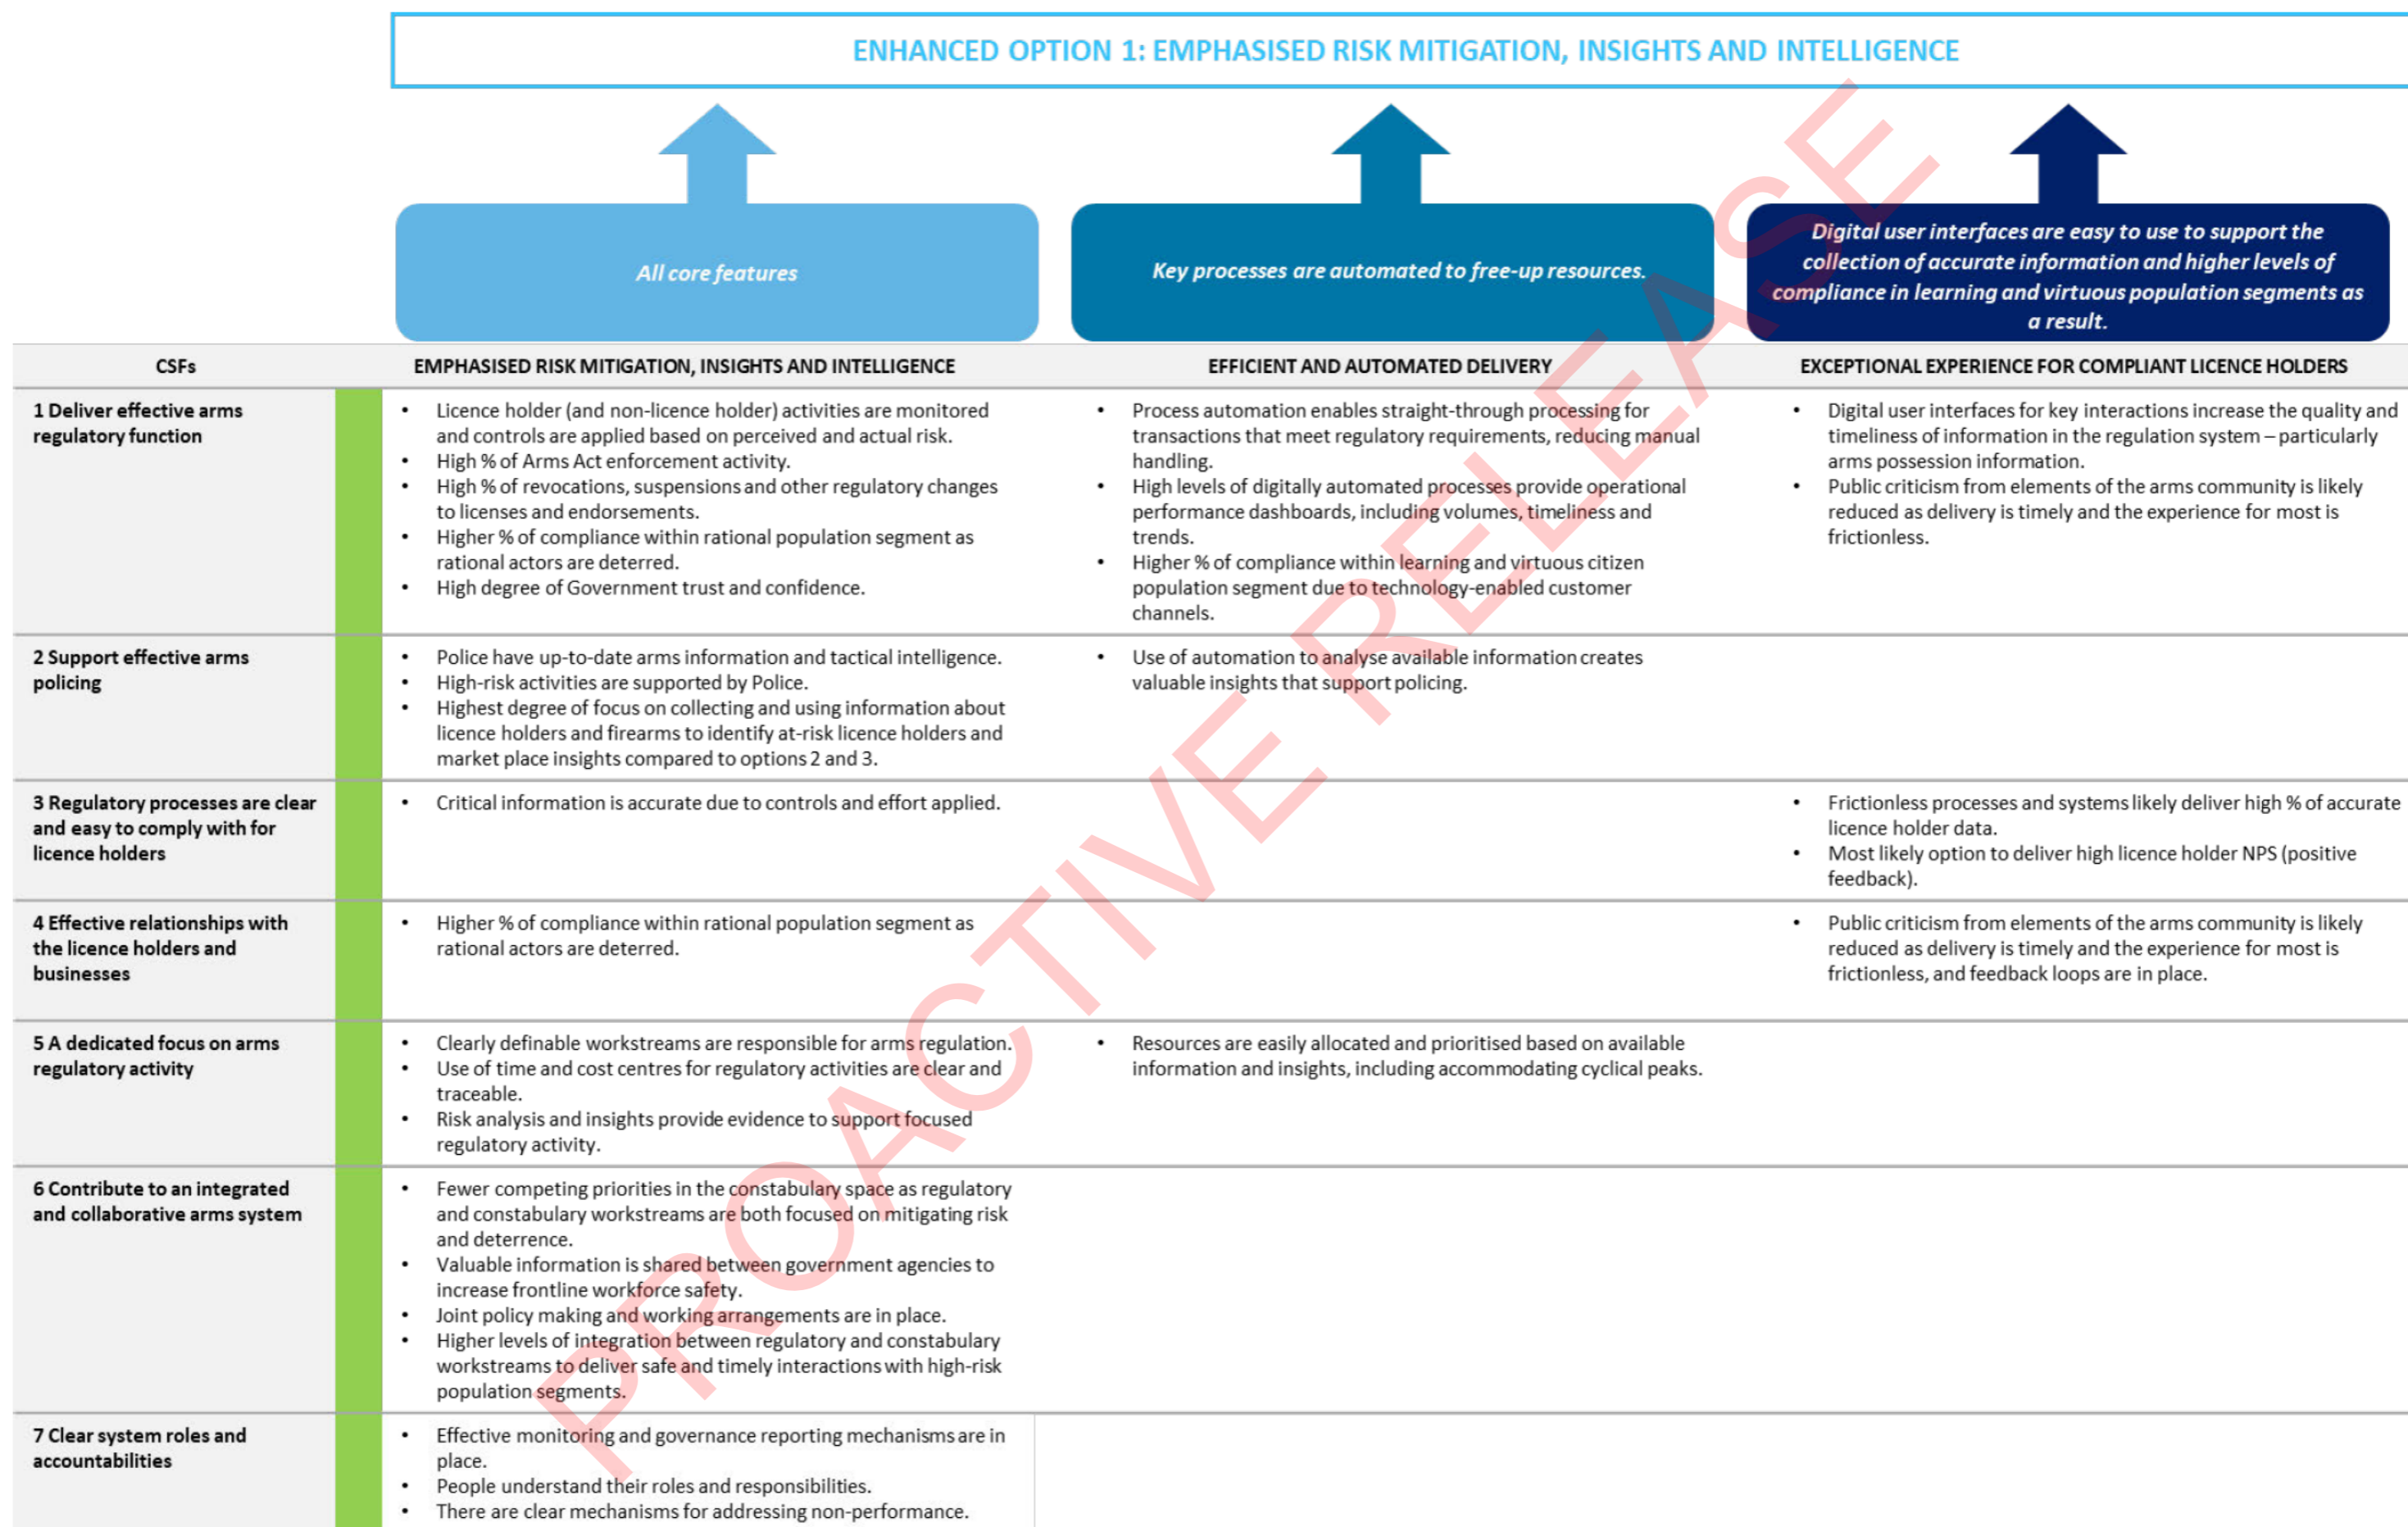 ENHANCED OPTION 1: EMPHASISED RISK MITIGATION, INSIGHTS AND INTELLIGENCE
All core features
Key processes are automated to free-up resources.
Digital user interfaces are easy to use to support the
collection of accurate information and higher levels of
compliance in learning and virtuous population segments as
a result.
CSFs
EMPHASISED RISK MITIGATION, INSIGHTS AND INTELLIGENCE
EFFICIENT AND AUTOMATED DELIVERY
EXCEPTIONAL EXPERIENCE FOR COMPLIANT LICENCE HOLDERS
1 Deliver effective arms
regulatory function
• Licence holder (and non-licence holder) activities are monitored
and controls are applied based on perceived and actual risk.
• High % of Arms Act enforcement activity.
• High % of revocations, suspensions and other regulatory changes
to licenses and endorsements.
• Higher % of compliance within rational population segment as
rational actors are deterred.
• High degree of Government trust and confidence.
• Process automation enables straight-through processing for
transactions that meet regulatory requirements, reducing manual
handling.
• High levels of digitally automated processes provide operational
performance dashboards, including volumes, timeliness and
trends.
• Higher % of compliance within learning and virtuous citizen
population segment due to technology-enabled customer
channels.
• Digital user interfaces for key interactions increase the quality and
timeliness of information in the regulation system – particularly
arms possession information.
• Public criticism from elements of the arms community is likely
reduced as delivery is timely and the experience for most is
frictionless.
2 Support effective arms
policing
• Police have up-to-date arms information and tactical intelligence.
• High-risk activities are supported by Police.
• Highest degree of focus on collecting and using information about
licence holders and firearms to identify at-risk licence holders and
market place insights compared to options 2 and 3.
• Use of automation to analyse available information creates
valuable insights that support policing.
3 Regulatory processes are clear
and easy to comply with for
licence holders
• Critical information is accurate due to controls and effort applied.
• Frictionless processes and systems likely deliver high % of accurate
licence holder data.
• Most likely option to deliver high licence holder NPS (positive
feedback).
4 Effective relationships with
the licence holders and
businesses
• Higher % of compliance within rational population segment as
rational actors are deterred.
• Public criticism from elements of the arms community is likely
reduced as delivery is timely and the experience for most is
frictionless, and feedback loops are in place.
5 A dedicated focus on arms
regulatory activity
• Clearly definable workstreams are responsible for arms regulation.
• Use of time and cost centres for regulatory activities are clear and
traceable.
• Risk analysis and insights provide evidence to support focused
regulatory activity.
• Resources are easily allocated and prioritised based on available
information and insights, including accommodating cyclical peaks.
6 Contribute to an integrated
and collaborative arms system
• Fewer competing priorities in the constabulary space as regulatory
and constabulary workstreams are both focused on mitigating risk
and deterrence.
• Valuable information is shared between government agencies to
increase frontline workforce safety.
• Joint policy making and working arrangements are in place.
• Higher levels of integration between regulatory and constabulary
workstreams to deliver safe and timely interactions with high-risk
population segments.
7 Clear system roles and
accountabilities
• Effective monitoring and governance reporting mechanisms are in
place.
• People understand their roles and responsibilities.
• There are clear mechanisms for addressing non-performance.
PROACTIVE RELEASE